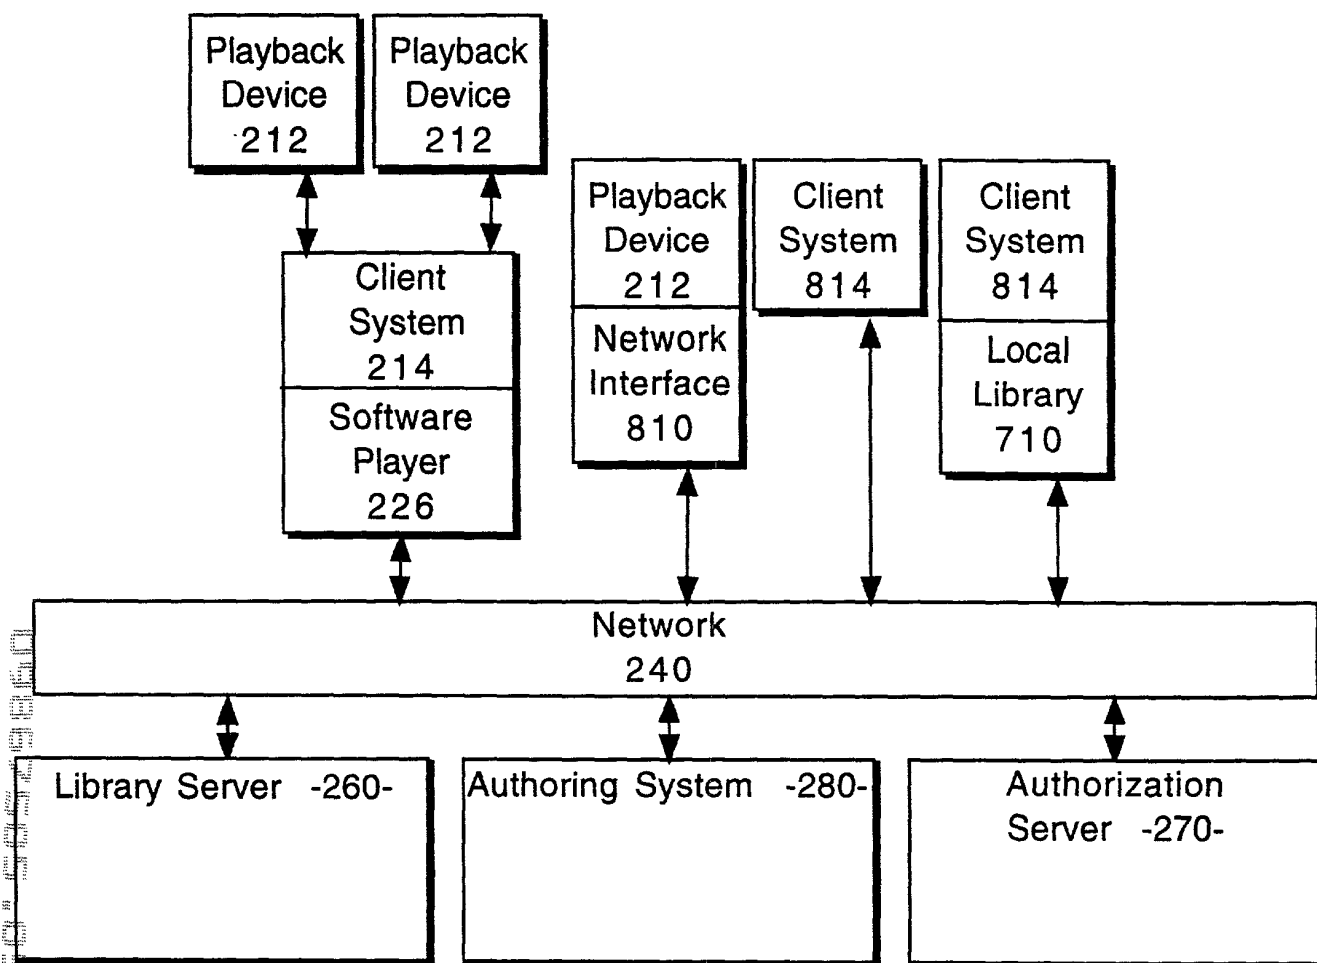 Playback
Device
212
Playback
Device
212
Playback
Device
212
Network
Interface
810
Client
System
814
Client
System
814
Local
Library
710
Client
System
214
Software
Player
226
Network
240
Library Server -260-
Authoring System -280-
Authorization
Server -270-